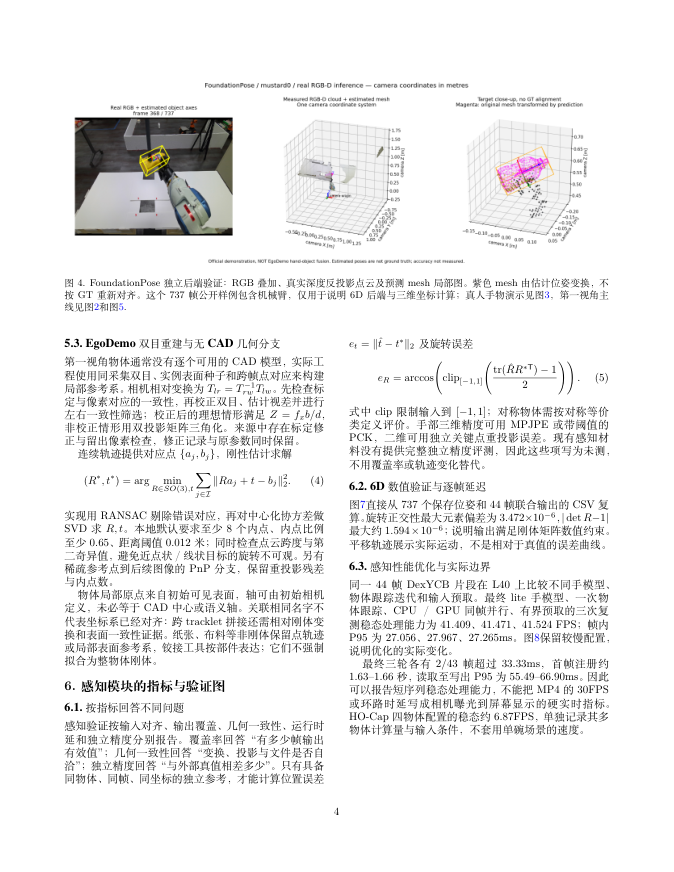 FoundationPose / mustard0 / real RGB-D inference — camera coordinates in metres
Real RGB + estimated object axes
frame 368 / 737
Measured RGB-D cloud + estimated mesh
One camera coordinate system
Target close-up, no GT alignment
Magenta: original mesh transformed by prediction
Official demonstration, NOT EgoDemo hand-object fusion. Estimated poses are not ground truth; accuracy not measured.
图 4. FoundationPose 独立后端验证：RGB 叠加、真实深度反投影点云及预测 mesh 局部图。紫色 mesh 由估计位姿变换，不
按 GT 重新对齐。这个 737 帧公开样例包含机械臂，仅用于说明 6D 后端与三维坐标计算；真人手物演示见图3，第一视角主
线见图2和图5.
5.3. EgoDemo 双目重建与无 CAD 几何分支
第一视角物体通常没有逐个可用的 CAD 模型，实际工
程使用同采集双目、实例表面种子和跨帧点对应来构建
局部参考系。相机相对变换为 T_{lr} = T_{rw}^{-1}T_{lw}。先检查标
定与像素对应的一致性，再校正双目、估计视差并进行
左右一致性筛选；校正后的理想情形满足 Z = f_x b/d，
非校正情形用双投影矩阵三角化。来源中存在标定修
正与留出像素检查，修正记录与原参数同时保留。
连续轨迹提供对应点 {a_j, b_j}，刚性估计求解
(R*, t*) = arg min_{R∈SO(3),t} ∑_{j∈I} ‖Ra_j + t − b_j‖²₂. (4)
实现用 RANSAC 剔除错误对应，再对中心化协方差做
SVD 求 R, t。本地默认要求至少 8 个内点、内点比例
至少 0.65、距离阈值 0.012 米；同时检查点云跨度与第
二奇异值，避免近点状 / 线状目标的旋转不可观。另有
稀疏参考点到后续图像的 PnP 分支，保留重投影残差
与内点数。
物体局部原点来自初始可见表面，轴可由初始相机
定义，未必等于 CAD 中心或语义轴。关联相同名字不
代表坐标系已经对齐：跨 tracklet 拼接还需相对刚体变
换和表面一致性证据。纸张、布料等非刚体保留点轨迹
或局部表面参考系，铰接工具按部件表达；它们不强制
拟合为整物体刚体。
6. 感知模块的指标与验证图
6.1. 按指标回答不同问题
感知验证按输入对齐、输出覆盖、几何一致性、运行时
延和独立精度分别报告。覆盖率回答 “有多少帧输出
有效值”；几何一致性回答 “变换、投影与文件是否自
洽”；独立精度回答 “与外部真值相差多少”。只有具备
同物体、同帧、同坐标的独立参考，才能计算位置误差
e_t = ‖t̂ − t*‖₂ 及旋转误差
e_R = arccos(clip_{[−1,1]}((tr(R̂R*ᵀ) − 1)/2)). (5)
式中 clip 限制输入到 [−1, 1]；对称物体需按对称等价
类定义评价。手部三维精度可用 MPJPE 或带阈值的
PCK，二维可用独立关键点重投影误差。现有感知材
料没有提供完整独立精度评测，因此这些项写为未测，
不用覆盖率或轨迹变化替代。
6.2. 6D 数值验证与逐帧延迟
图7直接从 737 个保存位姿和 44 帧联合输出的 CSV 复
算。旋转正交性最大元素偏差为 3.472×10⁻⁶，| det R−1|
最大约 1.594×10⁻⁶；说明输出满足刚体矩阵数值约束。
平移轨迹展示实际运动，不是相对于真值的误差曲线。
6.3. 感知性能优化与实际边界
同一 44 帧 DexYCB 片段在 L40 上比较不同手模型、
物体跟踪迭代和输入预取。最终 lite 手模型、一次物
体跟踪、CPU / GPU 同帧并行、有界预取的三次复
测稳态处理能力为 41.409、41.471、41.524 FPS；帧内
P95 为 27.056、27.967、27.265ms。图8保留较慢配置，
说明优化的实际变化。
最终三轮各有 2/43 帧超过 33.33ms，首帧注册约
1.63–1.66 秒，读取至写出 P95 为 55.49–66.90ms。因此
可以报告短序列稳态处理能力，不能把 MP4 的 30FPS
或环路时延写成相机曝光到屏幕显示的硬实时指标。
HO-Cap 四物体配置的稳态约 6.87FPS，单独记录其多
物体计算量与输入条件，不套用单碗场景的速度。
4